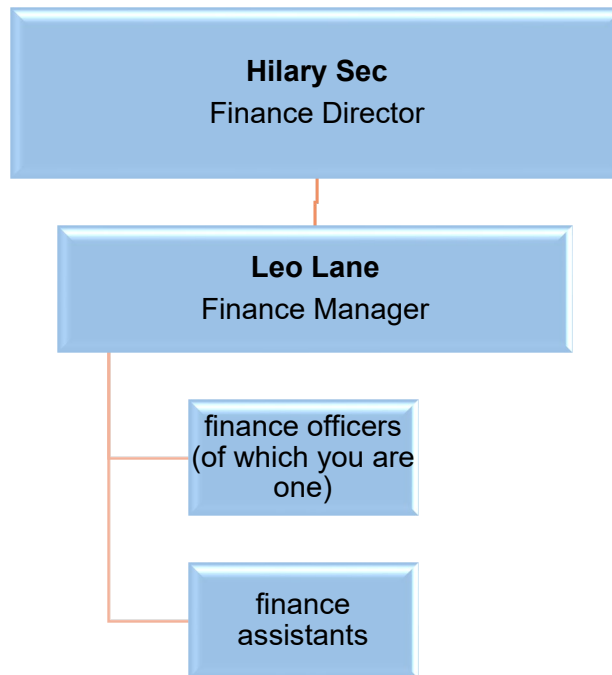 Hilary Sec
Finance Director
Leo Lane
Finance Manager
finance officers
(of which you are
one)
finance
assistants